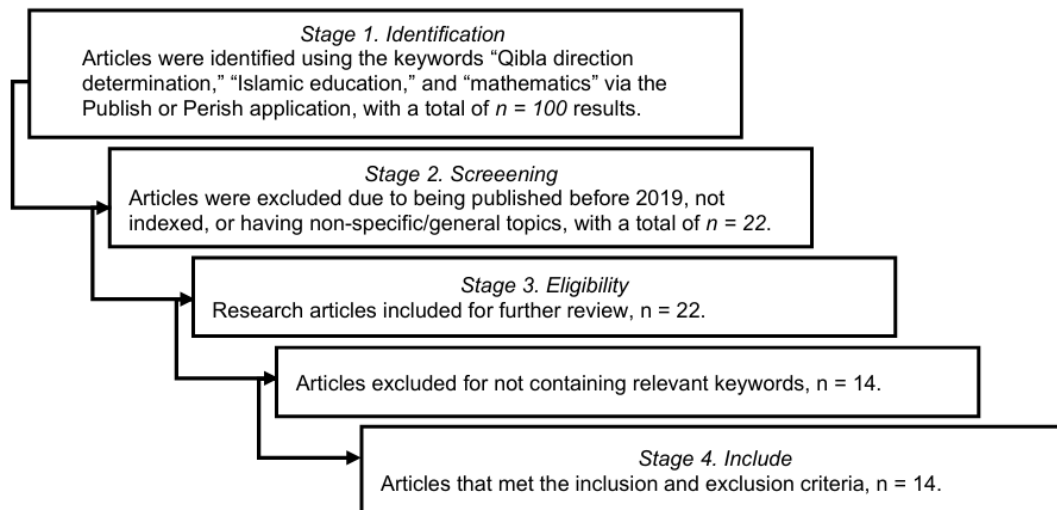 Stage 1. Identification
Articles were identified using the keywords “Qibla direction
determination,” “Islamic education,” and “mathematics” via the
Publish or Perish application, with a total of n = 100 results.
Stage 2. Screeening
Articles were excluded due to being published before 2019, not
indexed, or having non-specific/general topics, with a total of n = 22.
Stage 3. Eligibility
Research articles included for further review, n = 22.
Articles excluded for not containing relevant keywords, n = 14.
Stage 4. Include
Articles that met the inclusion and exclusion criteria, n = 14.